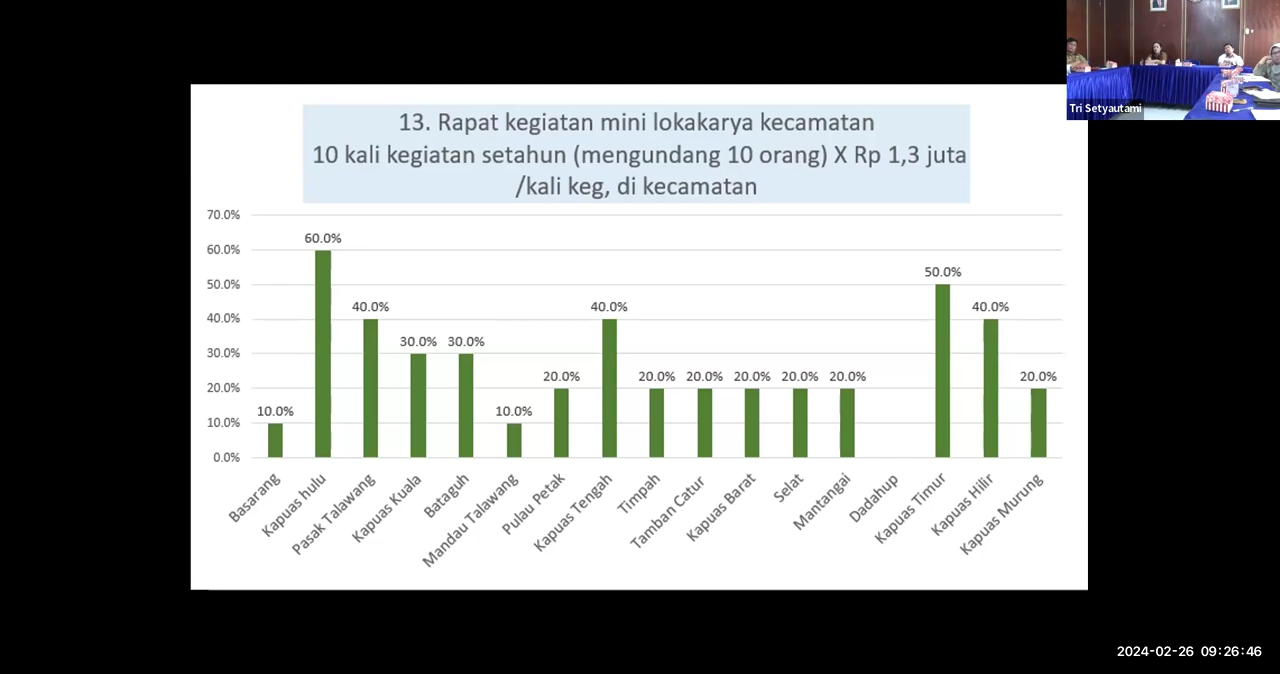 Tri Setyautami
13. Rapat kegiatan mini lokakarya kecamatan
10 kali kegiatan setahun (mengundang 10 orang) X Rp 1,3 juta
/kali keg, di kecamatan
70.0%
60.0%
50.0%
40.0%
30.0%
20.0%
10.0%
0.0%
10.0%
60.0%
40.0%
30.0%
30.0%
10.0%
20.0%
40.0%
20.0%
20.0%
20.0%
20.0%
20.0%
50.0%
40.0%
20.0%
Basarang
Kapuas hulu
Pasak Talawang
Kapuas Kuala
Bataguh
Mandau Talawang
Pulau Petak
Kapuas Tengah
Timpah
Tamban Catur
Kapuas Barat
Selat
Mantangai
Dadahup
Kapuas Timur
Kapuas Hilir
Kapuas Murung
2024-02-26 09:26:46